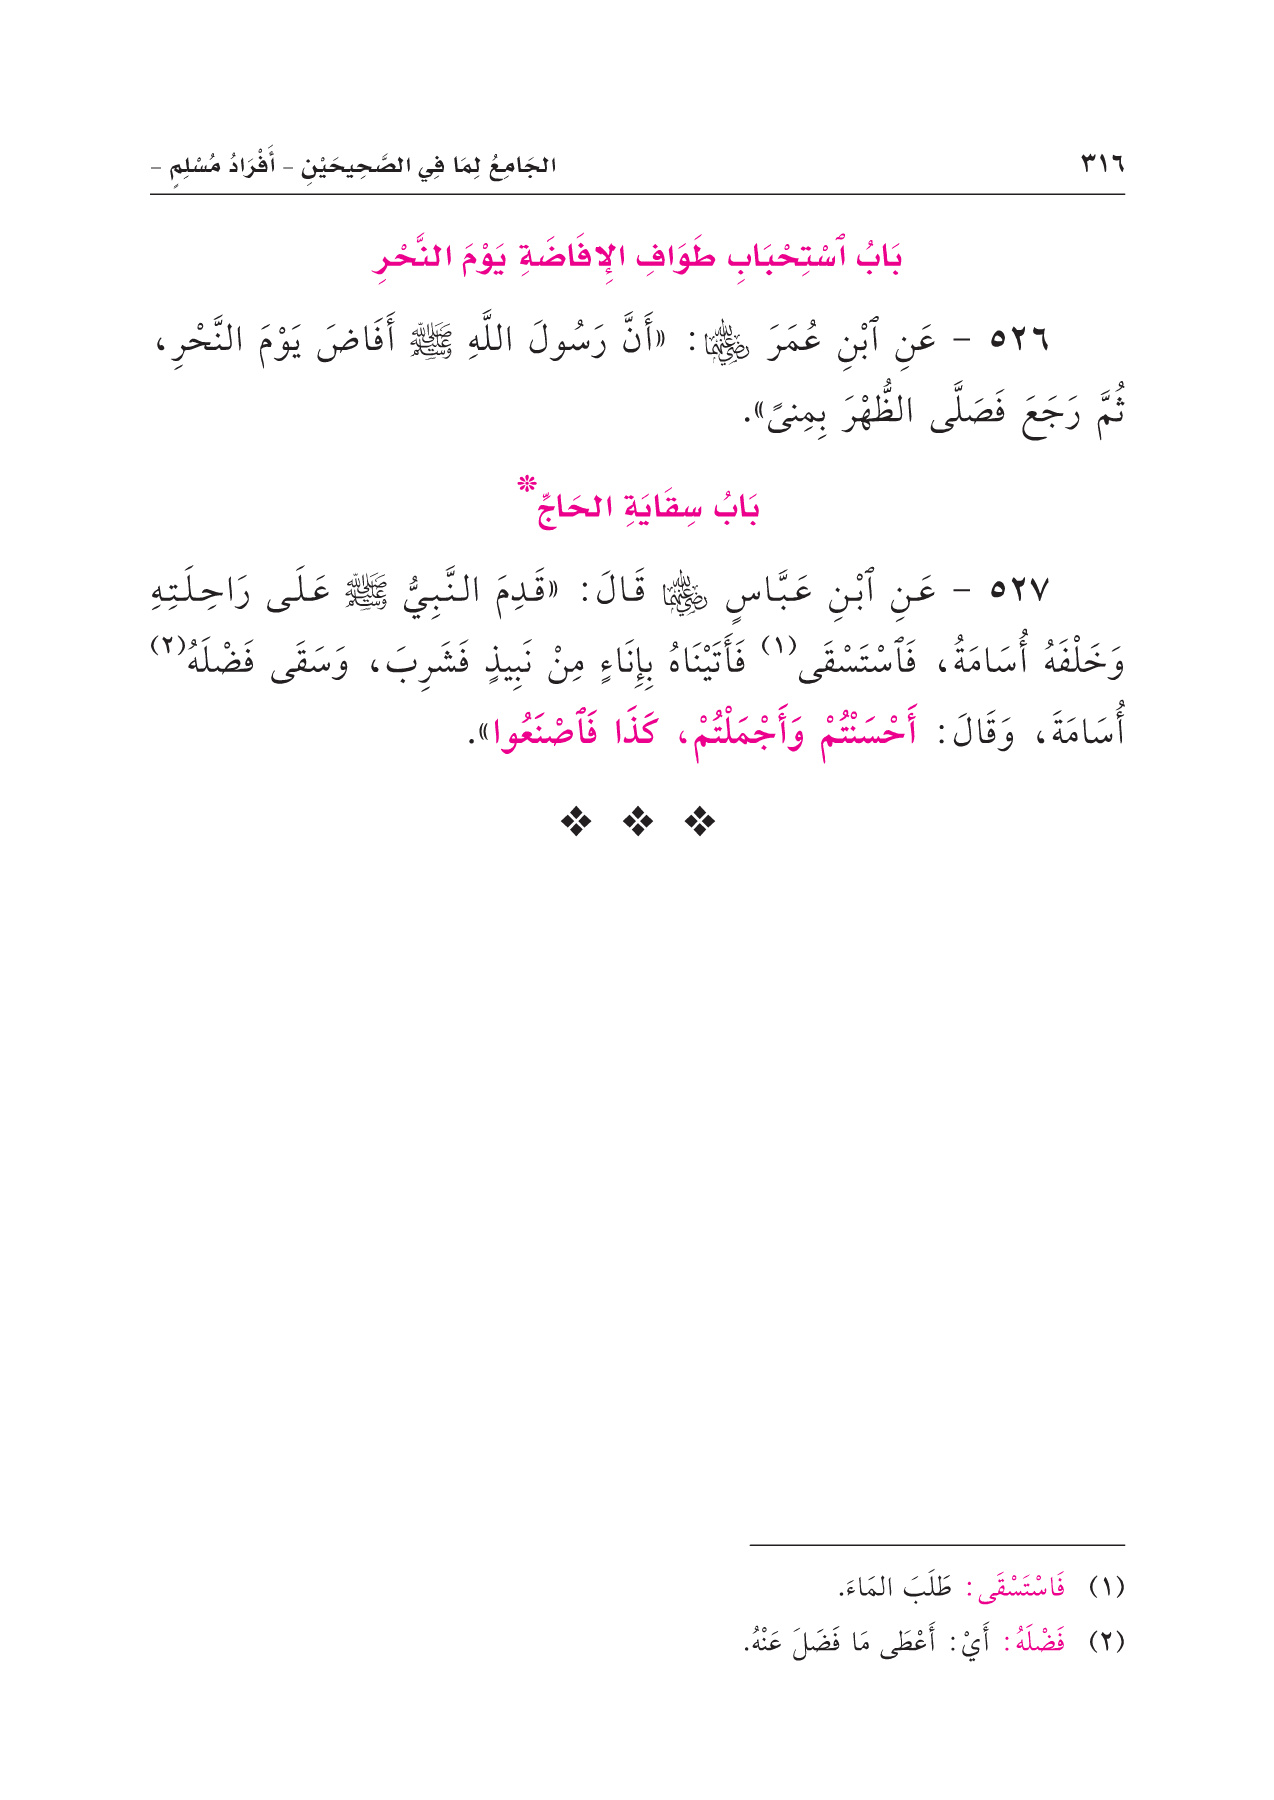 ٣١٦
الجَامِعُ لِمَا فِي الصَّحِيحَيْنِ - أَفْرَادُ مُسْلِمٍ -
بَابُ ٱسْتِحْبَابِ طَوَافِ الإِفَاضَةِ يَوْمَ النَّحْرِ
٥٢٦ - عَنِ ٱبْنِ عُمَرَ رضي الله عنهما: «أَنَّ رَسُولَ اللَّهِ ﷺ أَفَاضَ يَوْمَ النَّحْرِ،
ثُمَّ رَجَعَ فَصَلَّى الظُّهْرَ بِمِنىً».
بَابُ سِقَايَةِ الحَاجِّ*
٥٢٧ - عَنِ ٱبْنِ عَبَّاسٍ رضي الله عنهما قَالَ: «قَدِمَ النَّبِيُّ ﷺ عَلَى رَاحِلَتِهِ
وَخَلْفَهُ أُسَامَةُ، فَٱسْتَسْقَى(١) فَأَتَيْنَاهُ بِإِنَاءٍ مِنْ نَبِيذٍ فَشَرِبَ، وَسَقَى فَضْلَهُ(٢)
أُسَامَةَ، وَقَالَ: أَحْسَنْتُمْ وَأَجْمَلْتُمْ، كَذَا فَٱصْنَعُوا».
(١) فَاسْتَسْقَى: طَلَبَ المَاءَ.
(٢) فَضْلَهُ: أَيْ: أَعْطَى مَا فَضَلَ عَنْهُ.